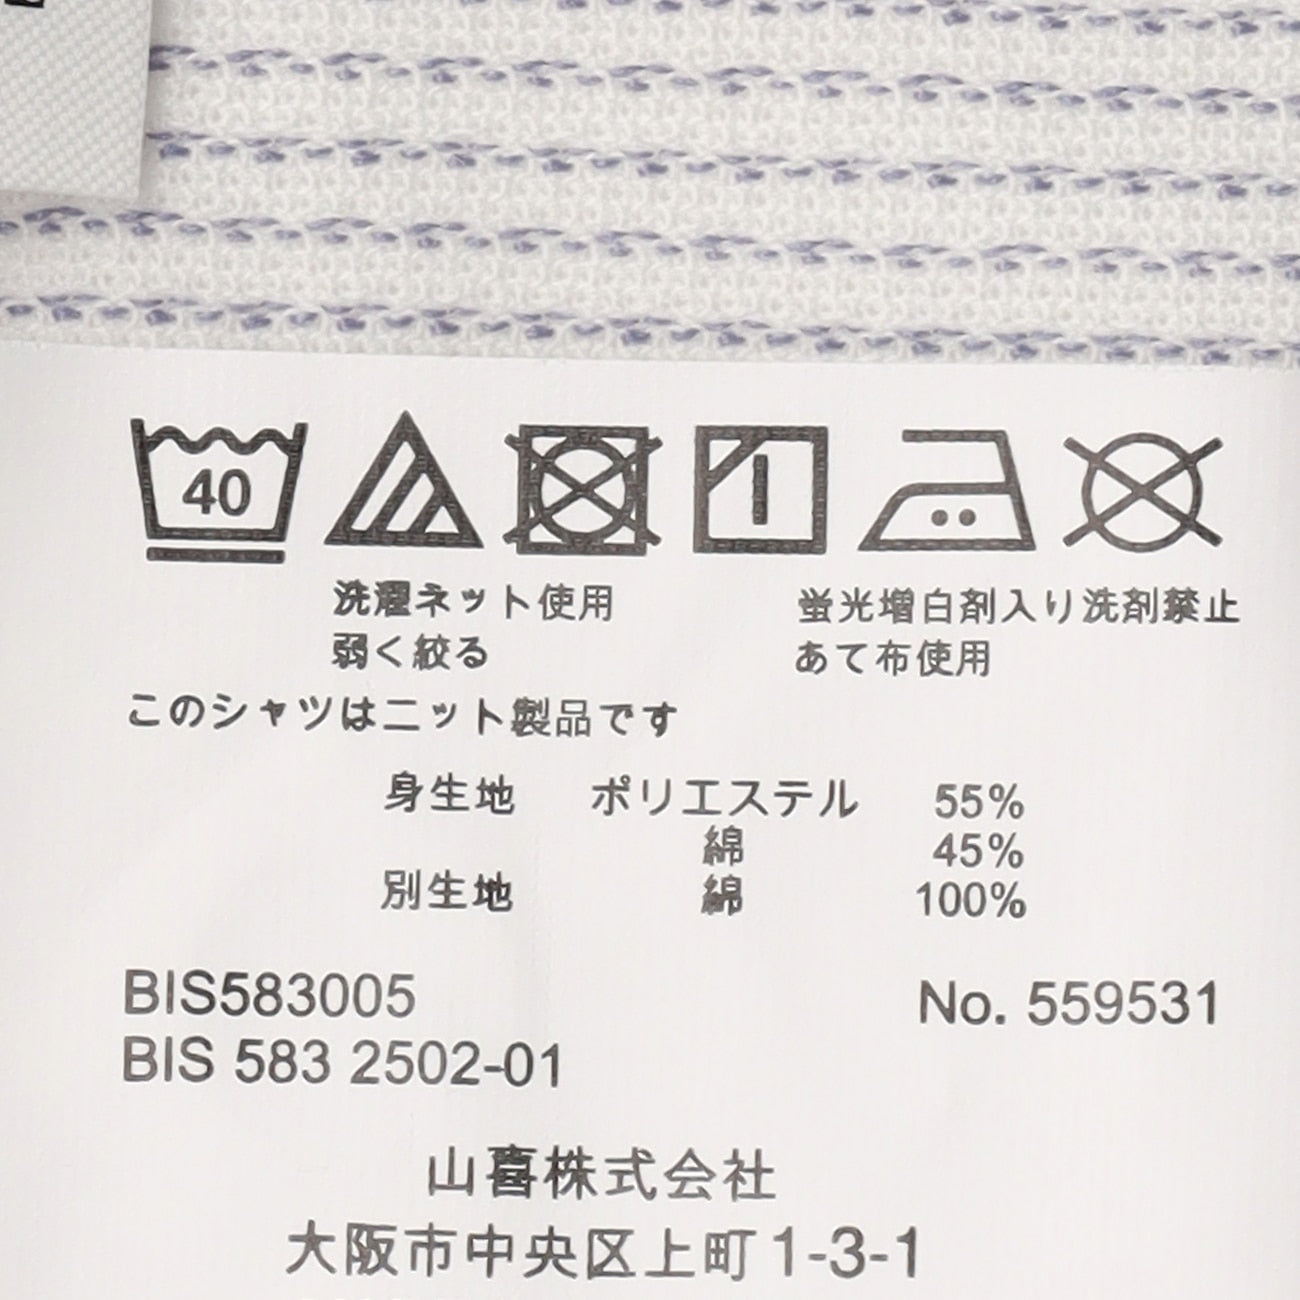 40
洗濯ネット使用
弱く絞る
蛍光増白剤入り洗剤禁止
あて布使用
このシャツはニット製品です
身生地 ポリエステル 55%
綿 45%
別生地 綿 100%
BIS583005 No. 559531
BIS 583 2502-01
山喜株式会社
大阪市中央区上町1-3-1